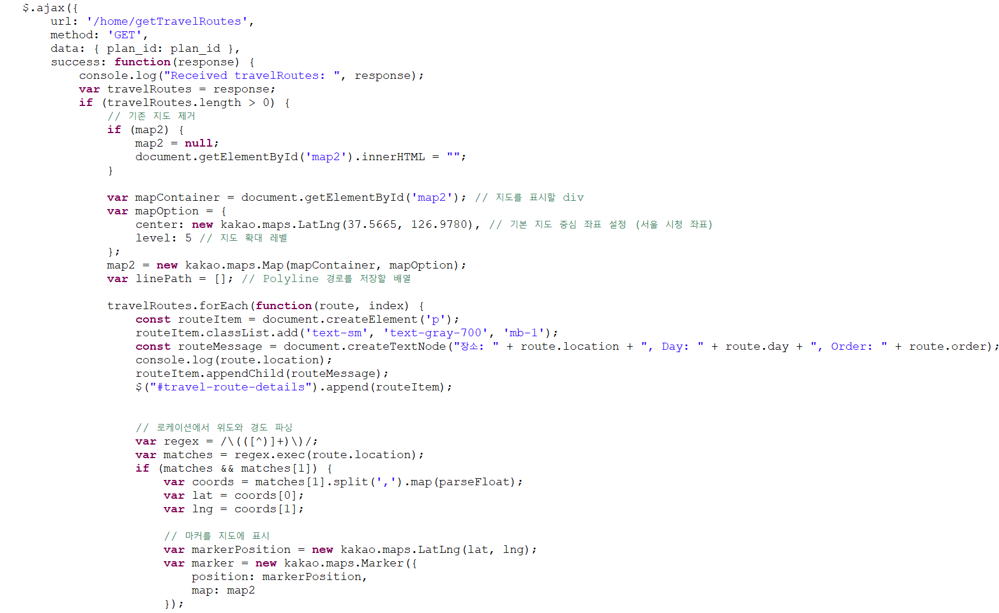 $.ajax({
    url: '/home/getTravelRoutes',
    method: 'GET',
    data: { plan_id: plan_id },
    success: function(response) {
        console.log("Received travelRoutes: ", response);
        var travelRoutes = response;
        if (travelRoutes.length > 0) {
            // 기존 지도 제거
            if (map2) {
                map2 = null;
                document.getElementById('map2').innerHTML = "";
            }
            var mapContainer = document.getElementById('map2'); // 지도를 표시할 div
            var mapOption = {
                center: new kakao.maps.LatLng(37.5665, 126.9780), // 기본 지도 중심 좌표 설정 (서울 시청 좌표)
                level: 5 // 지도 확대 레벨
            };
            map2 = new kakao.maps.Map(mapContainer, mapOption);
            var linePath = []; // Polyline 경로를 저장할 배열
            travelRoutes.forEach(function(route, index) {
                const routeItem = document.createElement('p');
                routeItem.classList.add('text-sm', 'text-gray-700', 'mb-1');
                const routeMessage = document.createTextNode("장소: " + route.location + ", Day: " + route.day + ", Order: " + route.order);
                console.log(route.location);
                routeItem.appendChild(routeMessage);
                $("#travel-route-details").append(routeItem);
                // 로케이션에서 위도와 경도 파싱
                var regex = /\(([^)]+)\)/;
                var matches = regex.exec(route.location);
                if (matches && matches[1]) {
                    var coords = matches[1].split(',').map(parseFloat);
                    var lat = coords[0];
                    var lng = coords[1];
                    // 마커를 지도에 표시
                    var markerPosition = new kakao.maps.LatLng(lat, lng);
                    var marker = new kakao.maps.Marker({
                        position: markerPosition,
                        map: map2
                    });